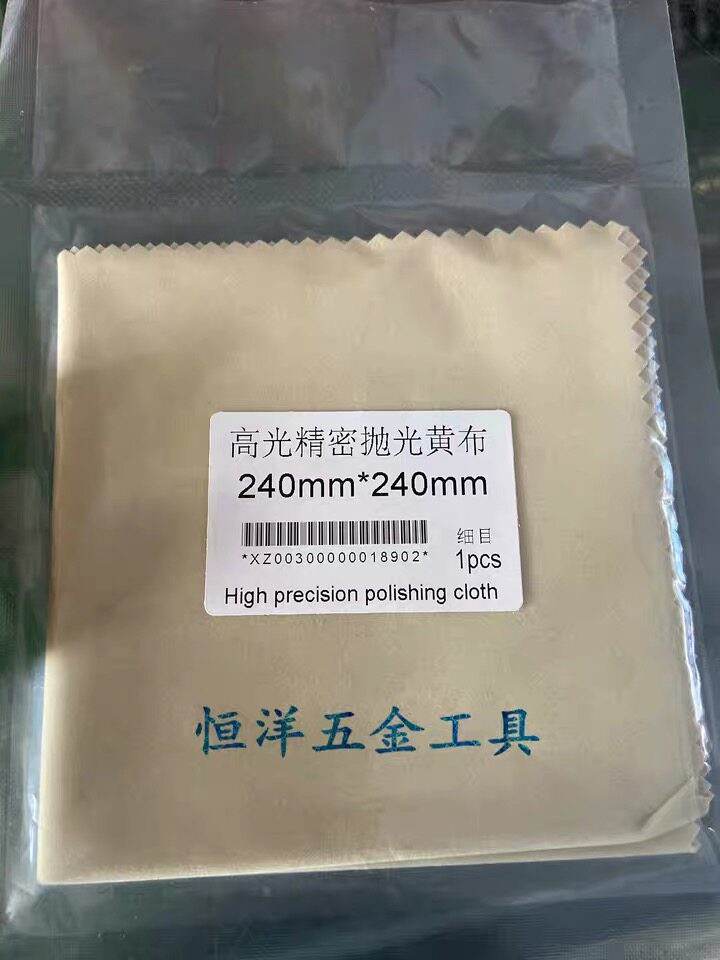 高光精密抛光黄布
240mm*240mm
细目
*XZ00300000018902*
1pcs
High precision polishing cloth
恒洋五金工具